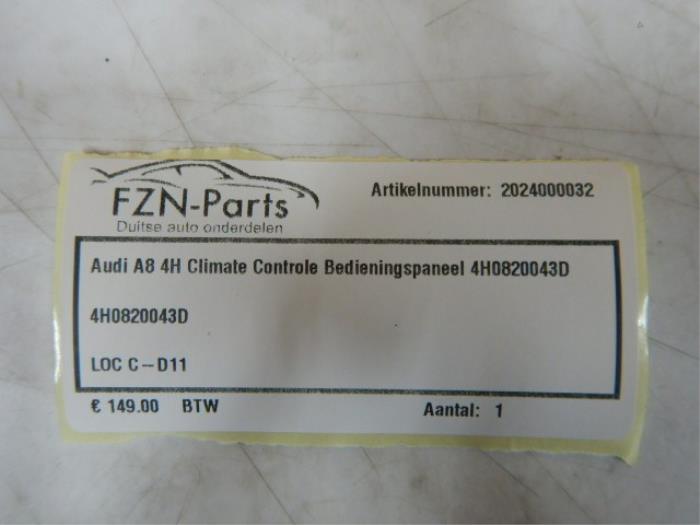 FZN-Parts
Duitse auto onderdelen
Artikelnummer: 2024000032
Audi A8 4H Climate Controle Bedieningspaneel 4H0820043D
4H0820043D
LOC C-D11
€ 149.00 BTW
Aantal: 1